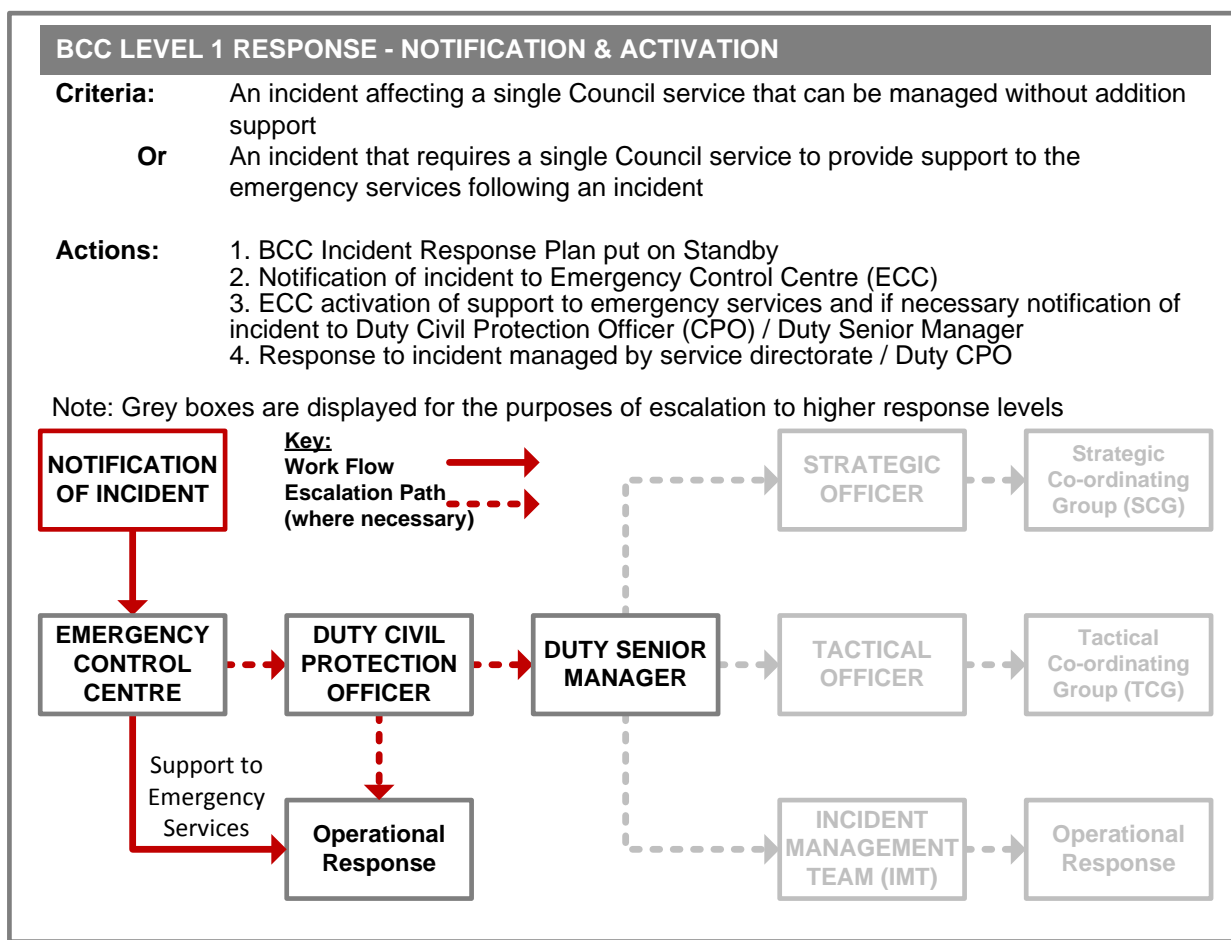 BCC LEVEL 1 RESPONSE - NOTIFICATION & ACTIVATION
Criteria: An incident affecting a single Council service that can be managed without addition
support
Or An incident that requires a single Council service to provide support to the
emergency services following an incident
Actions: 1. BCC Incident Response Plan put on Standby
2. Notification of incident to Emergency Control Centre (ECC)
3. ECC activation of support to emergency services and if necessary notification of
incident to Duty Civil Protection Officer (CPO) / Duty Senior Manager
4. Response to incident managed by service directorate / Duty CPO
Note: Grey boxes are displayed for the purposes of escalation to higher response levels
NOTIFICATION
OF INCIDENT
Key:
Work Flow
Escalation Path
(where necessary)
STRATEGIC
OFFICER
Strategic
Co-ordinating
Group (SCG)
EMERGENCY
CONTROL
CENTRE
DUTY CIVIL
PROTECTION
OFFICER
DUTY SENIOR
MANAGER
TACTICAL
OFFICER
Tactical
Co-ordinating
Group (TCG)
Support to
Emergency
Services
Operational
Response
INCIDENT
MANAGEMENT
TEAM (IMT)
Operational
Response